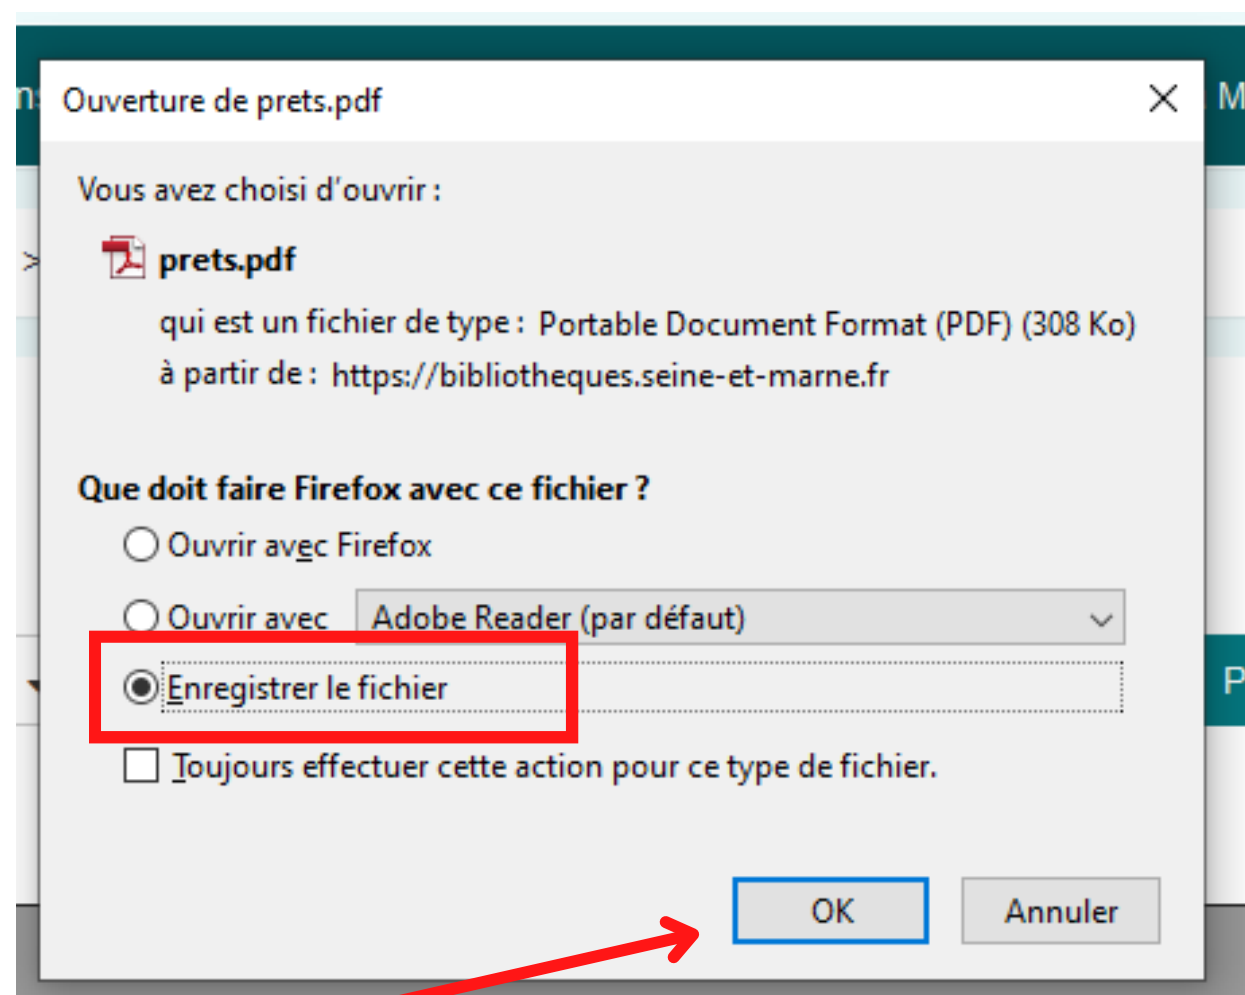 Ouverture de prets.pdf
M
Vous avez choisi d'ouvrir :
>
prets.pdf
qui est un fichier de type : Portable Document Format (PDF) (308 Ko)
à partir de : https://bibliotheques.seine-et-marne.fr
Que doit faire Firefox avec ce fichier ?
Ouvrir avec Firefox
Ouvrir avec Adobe Reader (par défaut)
Enregistrer le fichier
P
Toujours effectuer cette action pour ce type de fichier.
OK Annuler